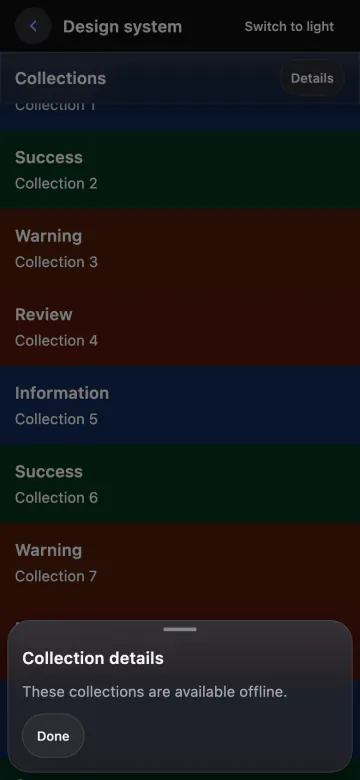 Design system
Switch to light
Collections
Details
Collection 1
Success
Collection 2
Warning
Collection 3
Review
Collection 4
Information
Collection 5
Success
Collection 6
Warning
Collection 7
Collection details
These collections are available offline.
Done